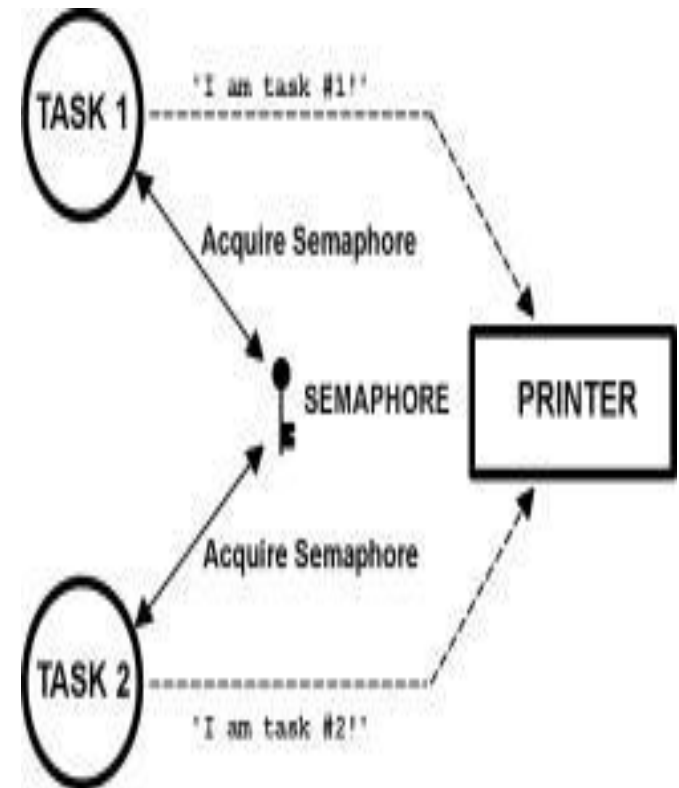 "I am task #1!"
TASK 1
Acquire Semaphore
SEMAPHORE
PRINTER
Acquire Semaphore
TASK 2
"I am task #2!"